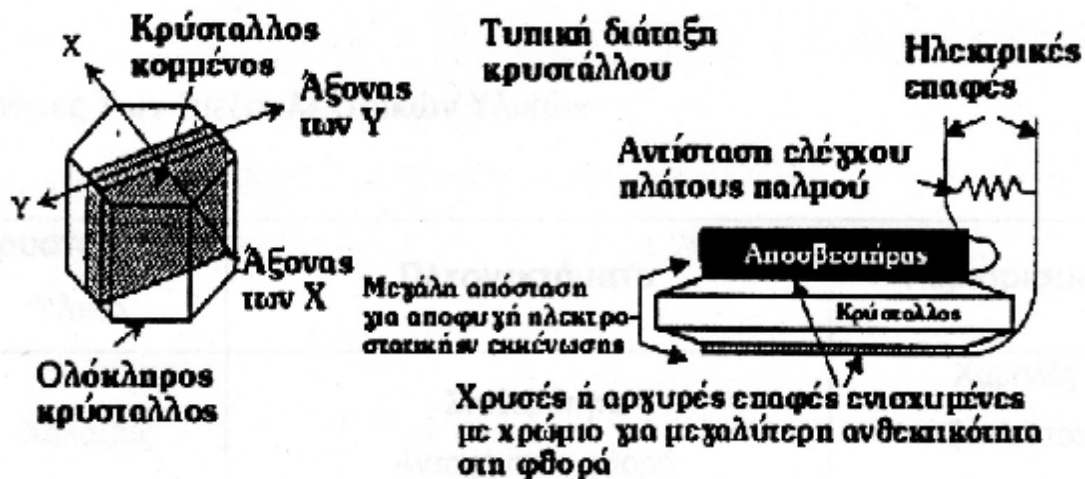 X
Κρύσταλλος
κομμένος
Άξονας
των Y
Y
Άξονας
των X
Ολόκληρος
κρύσταλλος
Τυπική διάταξη
κρυστάλλου
Ηλεκτρικές
επαφές
Αντίσταση ελέγχου
πλάτους παλμού
Αποσβεστήρας
Μεγάλη απόσταση
για αποφυγή ηλεκτρο
στατικήsν εκκένωσης
Κρύσταλλος
Χρυσές ή αργυρές επαφές ενισχυμένες
με χρώμιο για μεγαλύτερη ανθεκτικότητα
στη φθορά